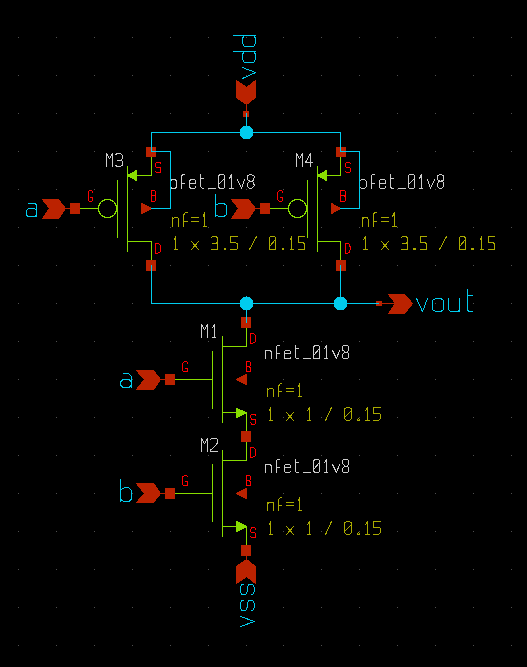 vdd
M3
M4
S
S
pfet_01v8
pfet_01v8
G
B
G
B
a
b
nf=1
nf=1
D
1 x 3.5 / 0.15
D
1 x 3.5 / 0.15
vout
M1
D
nfet_01v8
G
B
a
nf=1
S
1 x 1 / 0.15
M2
D
nfet_01v8
G
B
b
nf=1
S
1 x 1 / 0.15
vss